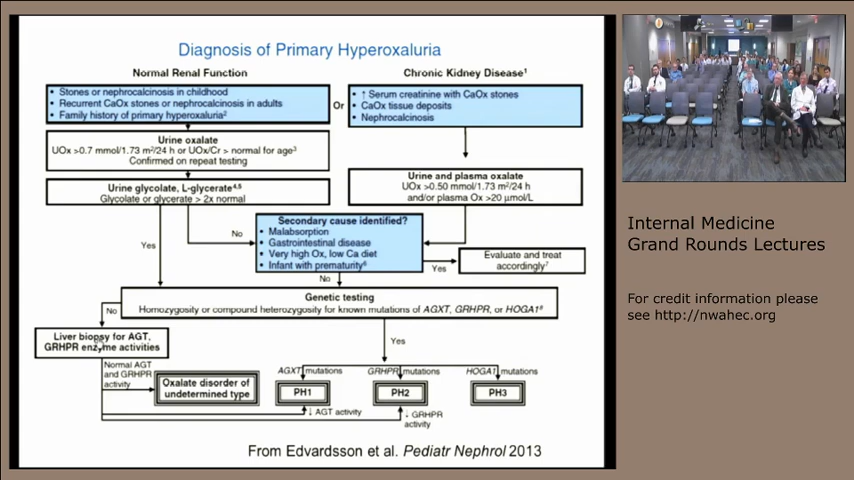 Diagnosis of Primary Hyperoxaluria
Normal Renal Function
Chronic Kidney Disease¹
• Stones or nephrocalcinosis in childhood
• Recurrent CaOx stones or nephrocalcinosis in adults
• Family history of primary hyperoxaluria²
Or
• ↑ Serum creatinine with CaOx stones
• CaOx tissue deposits
• Nephrocalcinosis
Urine oxalate
UOx >0.7 mmol/1.73 m²/24 h or UOx/Cr > normal for age³
Confirmed on repeat testing
Urine and plasma oxalate
UOx >0.50 mmol/1.73 m²/24 h
and/or plasma Ox >20 µmol/L
Urine glycolate, L-glycerate⁴,⁵
Glycolate or glycerate > 2x normal
Secondary cause identified?
• Malabsorption
• Gastrointestinal disease
• Very high Ox, low Ca diet
• Infant with prematurity⁶
No
Yes
Yes
Evaluate and treat
accordingly⁷
No
Genetic testing
Homozygosity or compound heterozygosity for known mutations of AGXT, GRHPR, or HOGA1⁸
No
Yes
Liver biopsy for AGT,
GRHPR enzyme activities
Normal AGT
and GRHPR
activity
Oxalate disorder of
undetermined type
AGXT mutations
GRHPR mutations
HOGA1 mutations
PH1
PH2
PH3
↓ AGT activity
↓ GRHPR
activity
From Edvardsson et al. Pediatr Nephrol 2013
Internal Medicine
Grand Rounds Lectures
For credit information please
see http://nwahec.org